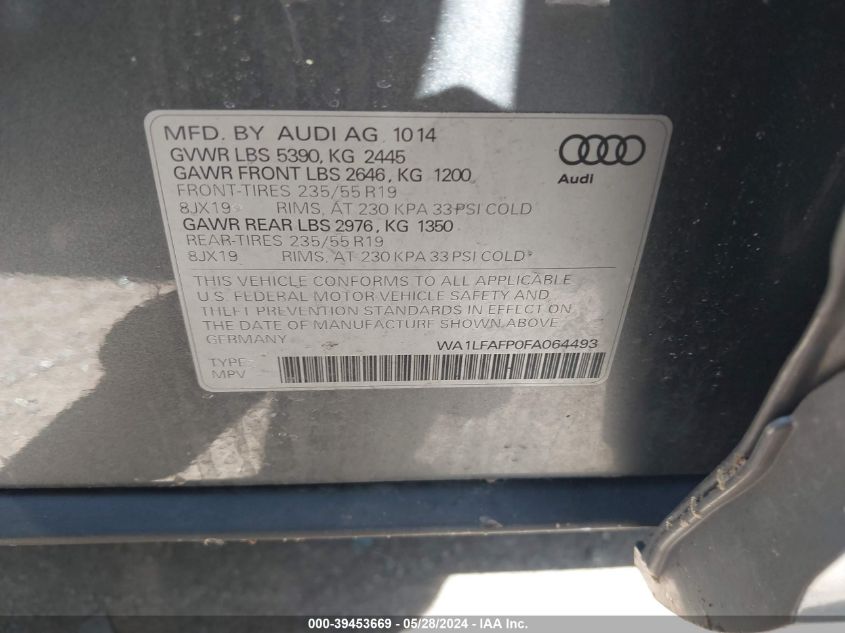 MFD. BY AUDI AG 10 14
GVWR LBS 5390, KG 2445
GAWR FRONT LBS 2646, KG 1200
FRONT-TIRES 235/55 R19
8JX19 RIMS, AT 230 KPA 33 PSI COLD
GAWR REAR LBS 2976, KG 1350
REAR-TIRES 235/55 R19
8JX19 RIMS, AT 230 KPA 33 PSI COLD
Audi
THIS VEHICLE CONFORMS TO ALL APPLICABLE
U.S. FEDERAL MOTOR VEHICLE SAFETY AND
THEFT PREVENTION STANDARDS IN EFFECT ON
THE DATE OF MANUFACTURE SHOWN ABOVE
GERMANY
WA1LFAFP0FA064493
TYPE:
MPV
000-39453669 - 05/28/2024 - IAA Inc.